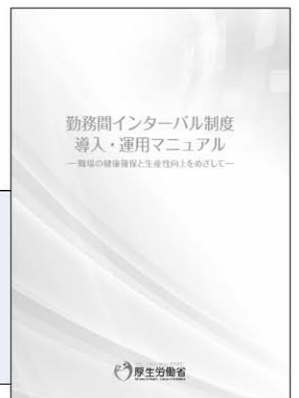 勤務間インターバル制度
導入・運用マニュアル
―職場の健康確保と生産性向上をめざして―
厚生労働省